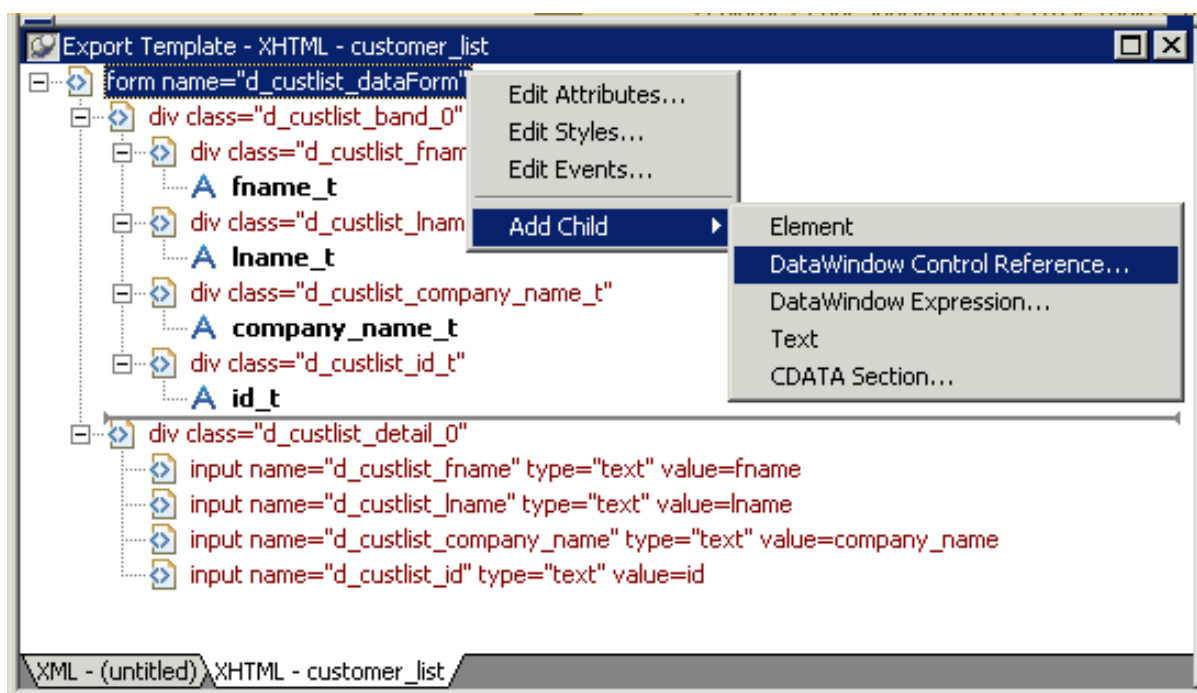 Export Template - XHTML - customer_list
form name="d_custlist_dataForm"
Edit Attributes...
div class="d_custlist_band_0"
Edit Styles...
div class="d_custlist_fnam
Edit Events...
fname_t
div class="d_custlist_lnam
Add Child
Element
lname_t
DataWindow Control Reference...
div class="d_custlist_company_name_t"
DataWindow Expression...
company_name_t
Text
div class="d_custlist_id_t"
CDATA Section...
id_t
div class="d_custlist_detail_0"
input name="d_custlist_fname" type="text" value=fname
input name="d_custlist_lname" type="text" value=lname
input name="d_custlist_company_name" type="text" value=company_name
input name="d_custlist_id" type="text" value=id
XML - (untitled) XHTML - customer_list